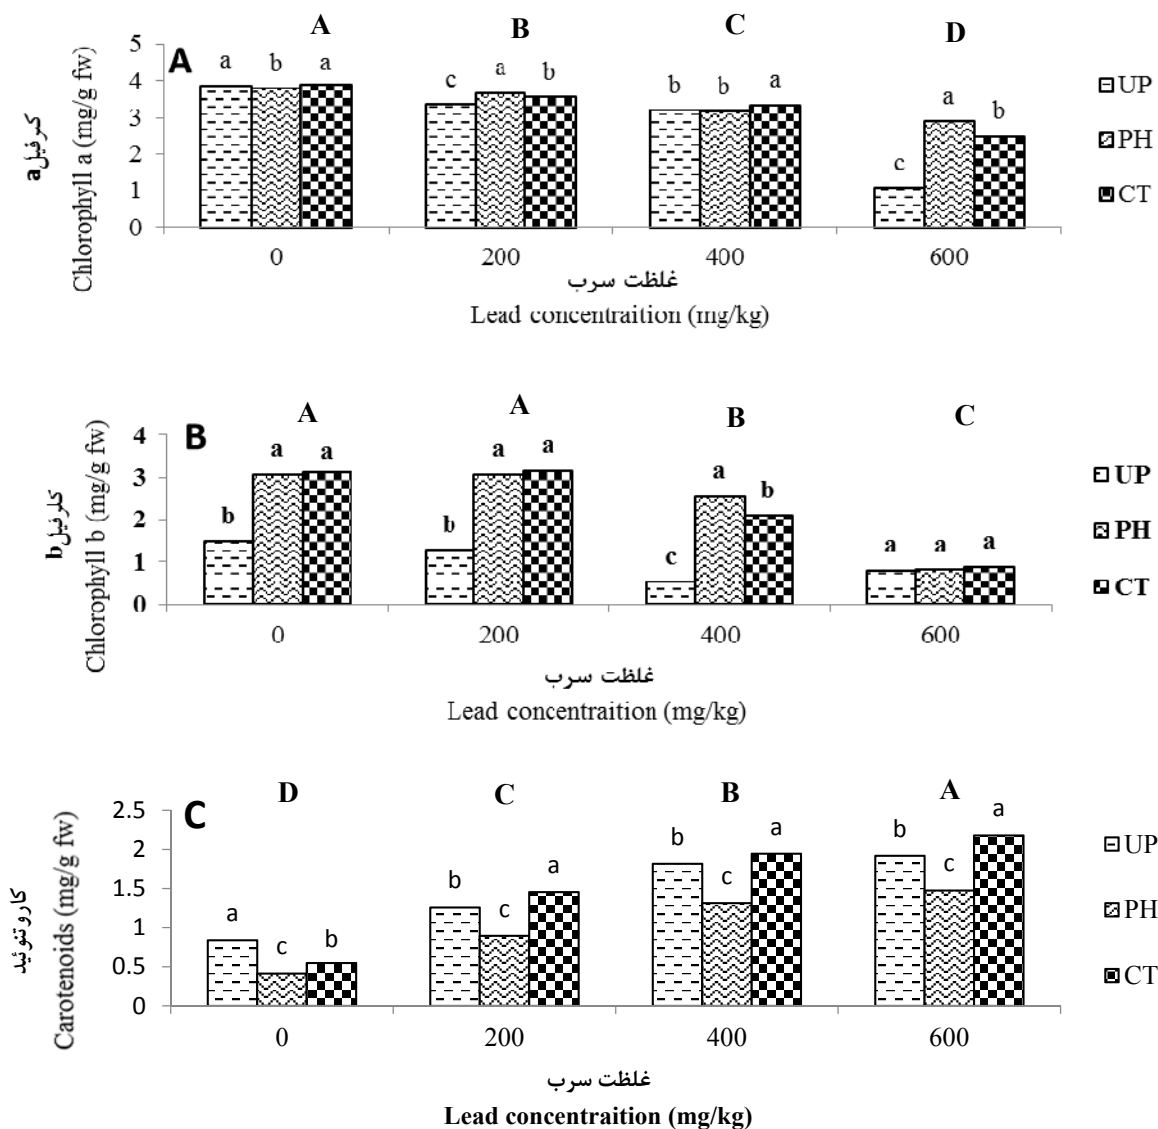 A B C D
A
5
4
3
2
1
0
a b a c a b b b a c a b
کلرفیل a
Chlorophyll a (mg/g fw)
0 200 400 600
غلظت سرب
Lead concentraition (mg/kg)
UP
PH
CT
A A B C
B
4
3
2
1
0
b a a b a a c a b a a a
کلرفیل b
Chlorophyll b (mg/g fw)
0 200 400 600
غلظت سرب
Lead concentraition (mg/kg)
UP
PH
CT
D C B A
C
2.5
2
1.5
1
0.5
0
a c b b c a b c a b c a
کاروتنوئید
Carotenoids (mg/g fw)
0 200 400 600
غلظت سرب
Lead concentraition (mg/kg)
UP
PH
CT